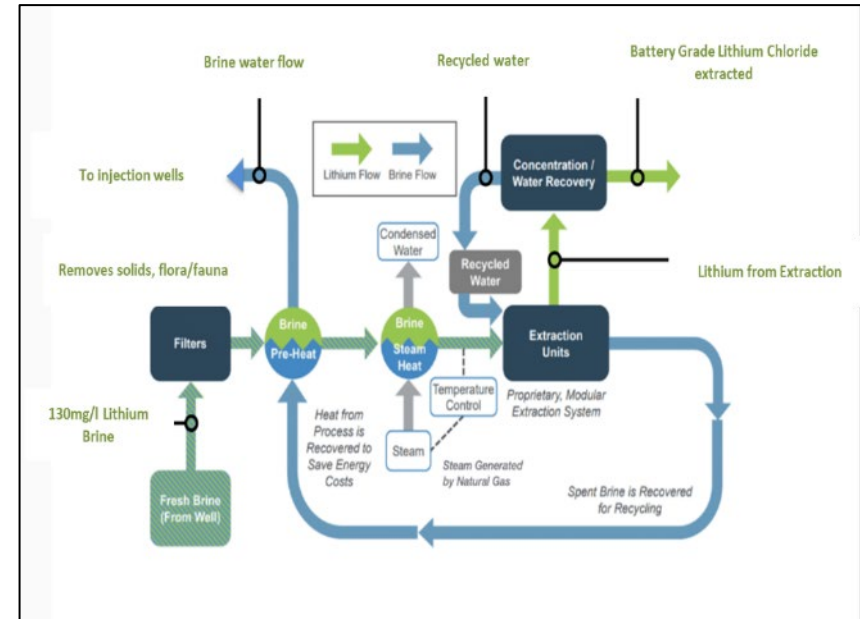 Brine water flow
Recycled water
Battery Grade Lithium Chloride
extracted
To injection wells
Lithium Flow
Brine Flow
Concentration /
Water Recovery
Condensed
Water
Removes solids, flora/fauna
Recycled
Water
Lithium from Extraction
Filters
Brine
Pre-Heat
Brine
Steam
Heat
Extraction
Units
130mg/l Lithium
Brine
Heat from
Process is
Recovered to
Save Energy
Costs
Temperature
Control
Proprietary, Modular
Extraction System
Steam
Steam Generated
by Natural Gas
Fresh Brine
(From Well)
Spent Brine is Recovered
for Recycling